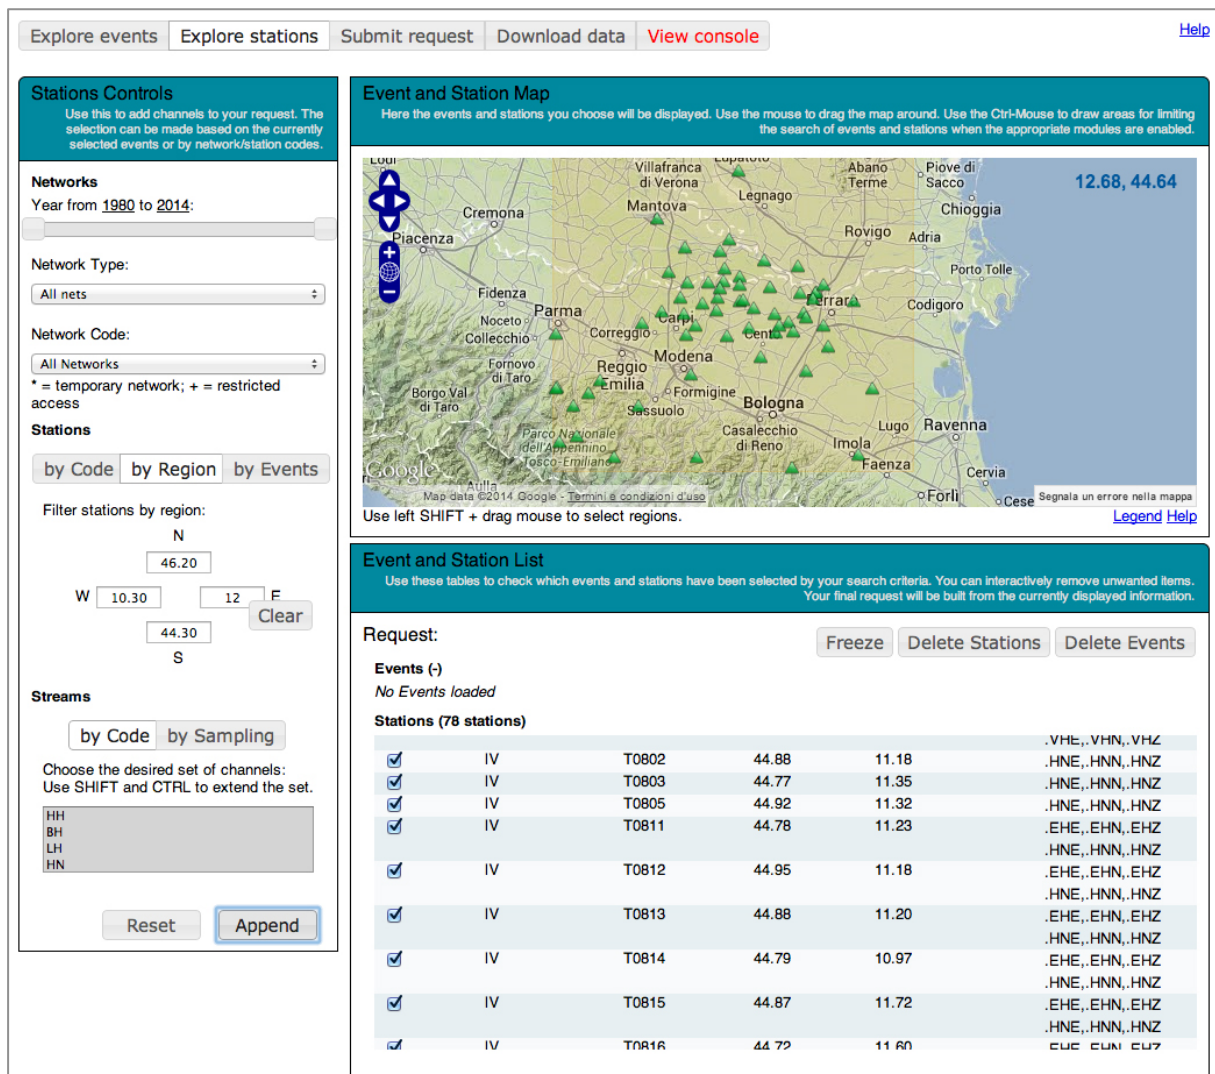 Explore events Explore stations Submit request Download data View console
Help
Stations Controls
Use this to add channels to your request. The
selection can be made based on the currently
selected events or by network/station codes.
Networks
Year from 1980 to 2014:
Network Type:
All nets
Network Code:
All Networks
* = temporary network; + = restricted
access
Stations
by Code by Region by Events
Filter stations by region:
N
46.20
W 10.30 12 E
Clear
44.30
S
Streams
by Code by Sampling
Choose the desired set of channels:
Use SHIFT and CTRL to extend the set.
HH
BH
LH
HN
Reset Append
Event and Station Map
Here the events and stations you choose will be displayed. Use the mouse to drag the map around. Use the Ctrl-Mouse to draw areas for limiting
the search of events and stations when the appropriate modules are enabled.
12.68, 44.64
Lodi
Villafranca
di Verona
Lupatoto
Abano
Terme
Piove di
Sacco
Legnago
Mantova
Cremona
Chioggia
Piacenza
Rovigo
Adria
Porto Tolle
Fidenza
Ferrara
Codigoro
Parma
Noceto
Carpi
Collecchio
Correggio
Cento
Modena
Fornovo
di Taro
Reggio
Emilia
Borgo Val
di Taro
Formigine
Sassuolo
Bologna
Casalecchio
di Reno
Lugo
Ravenna
Parco Nazionale
dell'Appennino
Tosco-Emiliano
Imola
Faenza
Cervia
Google
Aulla
Forlì
Cese
Map data ©2014 Google - Termini e condizioni d'uso
Segnala un errore nella mappa
Use left SHIFT + drag mouse to select regions.
Legend Help
Event and Station List
Use these tables to check which events and stations have been selected by your search criteria. You can interactively remove unwanted items.
Your final request will be built from the currently displayed information.
Request:
Freeze Delete Stations Delete Events
Events (-)
No Events loaded
Stations (78 stations)
.VHE,.VHN,.VHZ
IV T0802 44.88 11.18 .HNE,.HNN,.HNZ
IV T0803 44.77 11.35 .HNE,.HNN,.HNZ
IV T0805 44.92 11.32 .HNE,.HNN,.HNZ
IV T0811 44.78 11.23 .EHE,.EHN,.EHZ
.HNE,.HNN,.HNZ
IV T0812 44.95 11.18 .EHE,.EHN,.EHZ
.HNE,.HNN,.HNZ
IV T0813 44.88 11.20 .EHE,.EHN,.EHZ
.HNE,.HNN,.HNZ
IV T0814 44.79 10.97 .EHE,.EHN,.EHZ
.HNE,.HNN,.HNZ
IV T0815 44.87 11.72 .EHE,.EHN,.EHZ
.HNE,.HNN,.HNZ
IV T0816 44.72 11.60 .EHE,.EHN,.EHZ